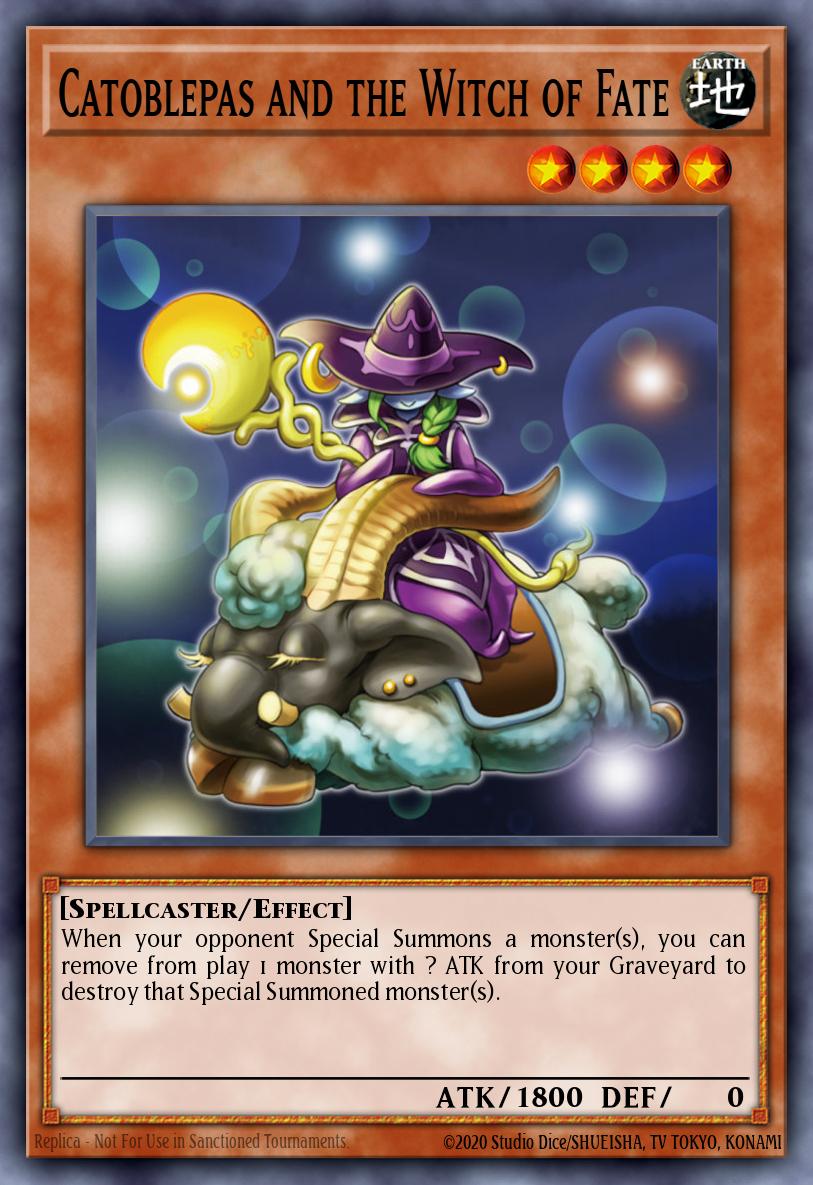 Catoblepas and the Witch of Fate
EARTH
地
[Spellcaster/Effect]
When your opponent Special Summons a monster(s), you can
remove from play 1 monster with ? ATK from your Graveyard to
destroy that Special Summoned monster(s).
ATK/1800 DEF/ 0
Replica - Not For Use in Sanctioned Tournaments.
©2020 Studio Dice/SHUEISHA, TV TOKYO, KONAMI